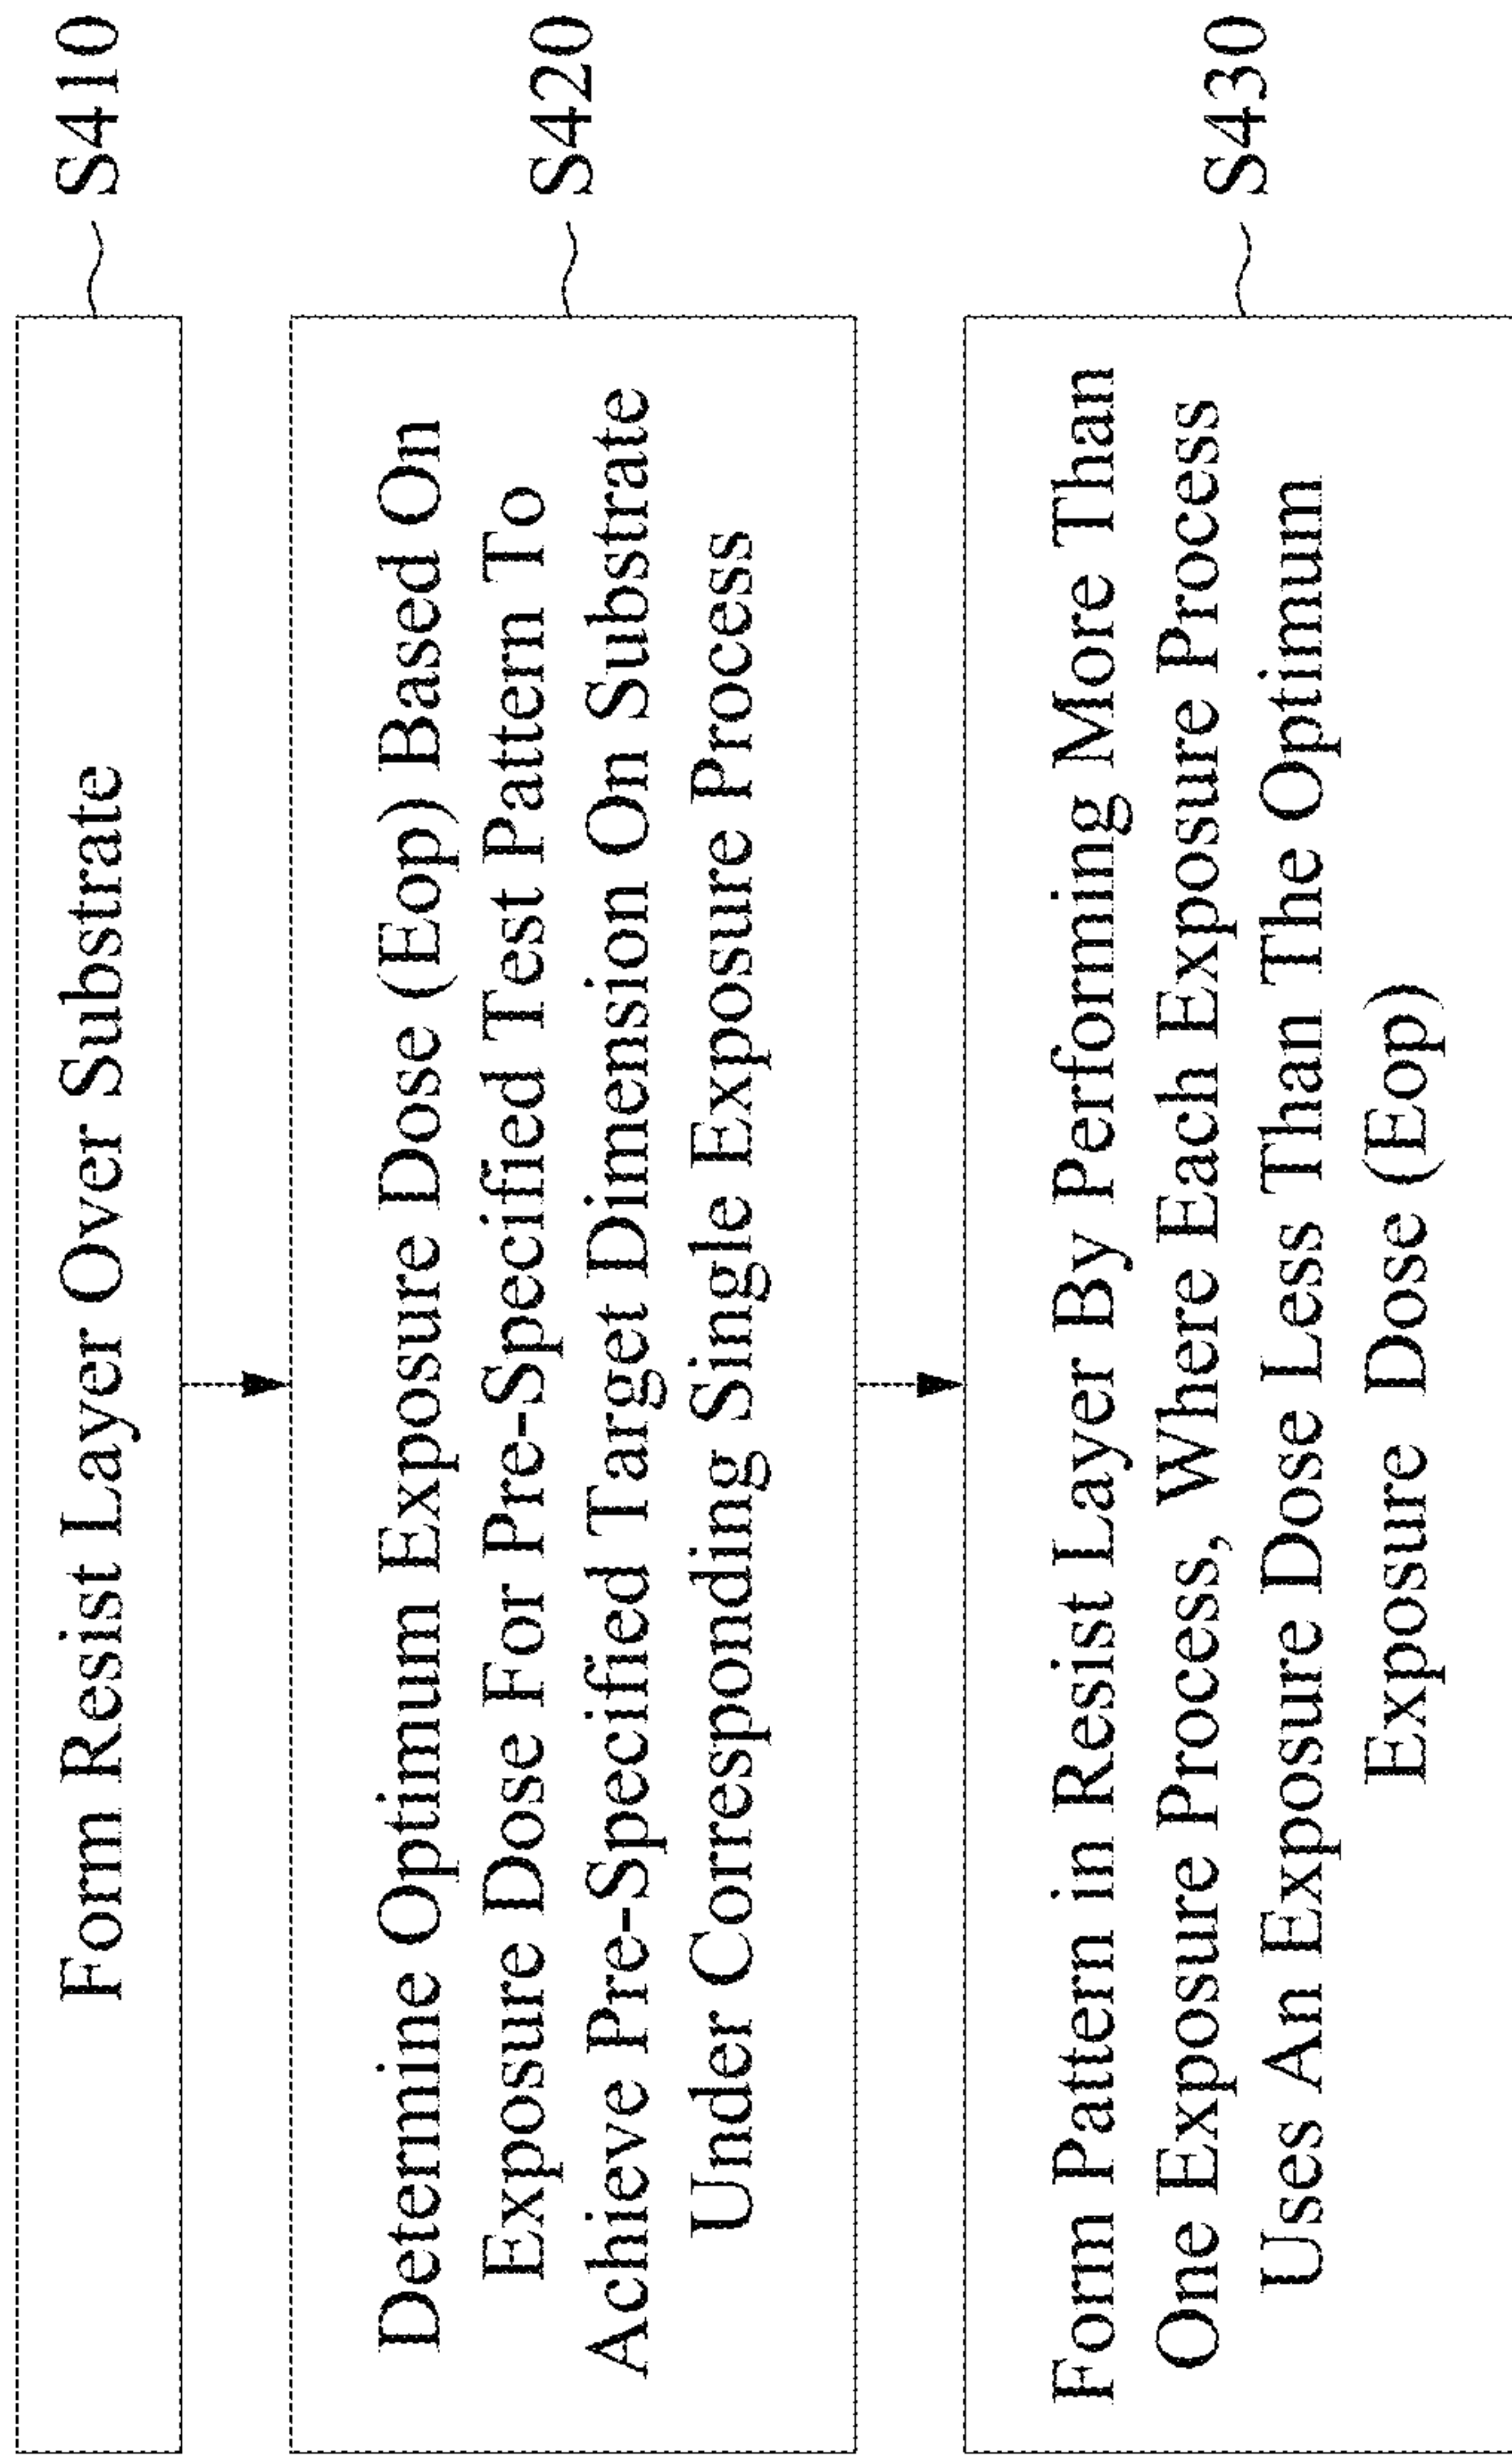 Form Resist Layer Over Substrate
S410
Determine Optimum Exposure Dose (Eop) Based On
Exposure Dose For Pre-Specified Test Pattern To
Achieve Pre-Specified Target Dimension On Substrate
Under Corresponding Single Exposure Process
S420
Form Pattern in Resist Layer By Performing More Than
One Exposure Process, Where Each Exposure Process
Uses An Exposure Dose Less Than The Optimum
Exposure Dose (Eop)
S430